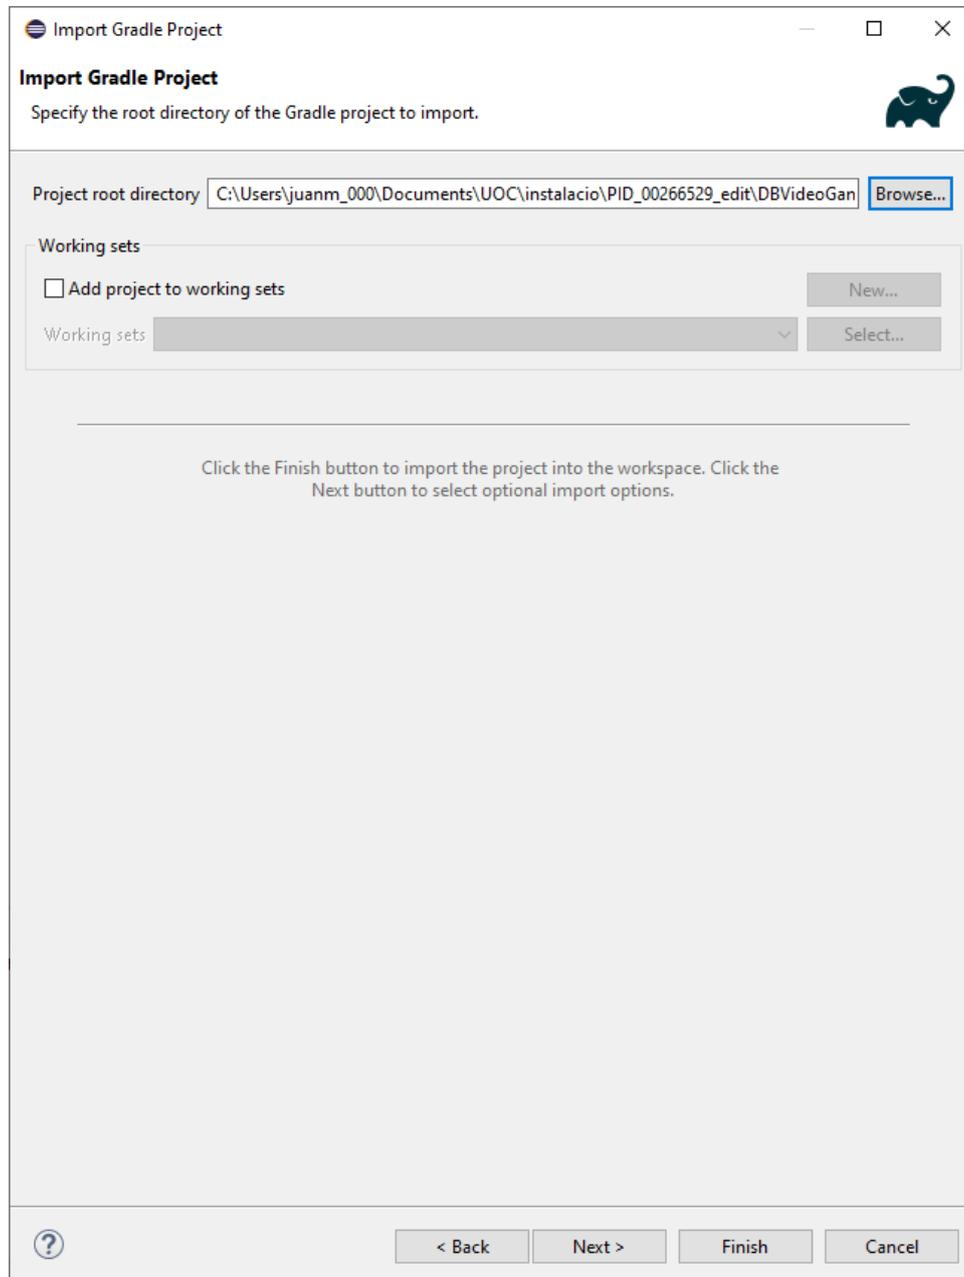 Import Gradle Project
Import Gradle Project
Specify the root directory of the Gradle project to import.
Project root directory C:\Users\juanm_000\Documents\UOC\instalacio\PID_00266529_edit\DBVideoGan Browse...
Working sets
Add project to working sets New...
Working sets Select...
Click the Finish button to import the project into the workspace. Click the
Next button to select optional import options.
? < Back Next > Finish Cancel